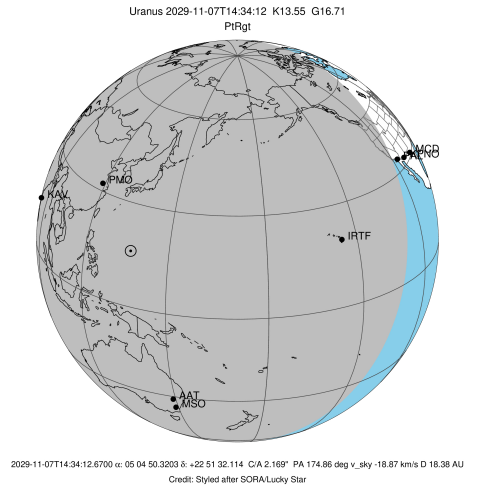 Uranus 2029-11-07T14:34:12 K13.55 G16.71
PtRgt
MCD
KPNO
PMO
KAV
IRTF
AAT
MSO
2029-11-07T14:34:12.6700 α: 05 04 50.3203 δ: +22 51 32.114 C/A 2.169" PA 174.86 deg v_sky -18.87 km/s D 18.38 AU
Credit: Styled after SORA/Lucky Star